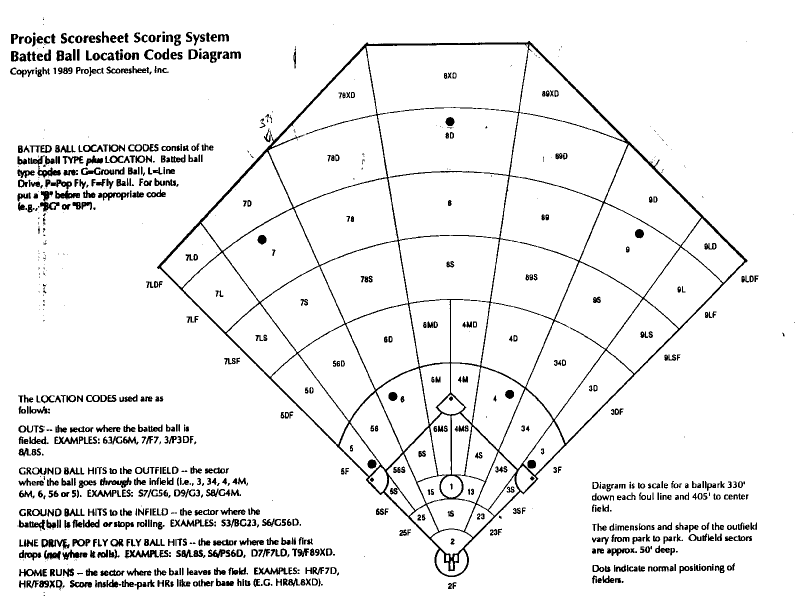 Project Scoresheet Scoring System
Batted Ball Location Codes Diagram
Copyright 1989 Project Scoresheet, Inc.
BATTED BALL LOCATION CODES consist of the
batted ball TYPE plus LOCATION. Batted ball
type codes are: G=Ground Ball, L=Line
Drive, P=Pop Fly, F=Fly Ball. For bunts,
put a "B" before the appropriate code
(e.g., "BG" or "BP").
8XD
78XD 89XD
8D
78D 89D
7D 9D
78 8 89
7 9
7LD 9LD
7LDF 9LDF
78S 8S 89S
7L 9L
7S 9S
7LF 9LF
6MD 4MD
7LS 9LS
6D 4D
7LSF 9LSF
56D 34D
6M 4M
5D 3D
6 4
5DF 3DF
56 6MS 4MS 34
5 3
6S 4S
5F 56S 34S 3F
5S 15 1 13 3S
5SF 3SF
25 1S 23
25F 23F
2
2F
The LOCATION CODES used are as
follows:
OUTS -- the sector where the batted ball is
fielded. EXAMPLES: 63/G6M, 7/F7, 3/P3DF,
8/L8S.
GROUND BALL HITS to the OUTFIELD -- the sector
where the ball goes through the infield (i.e., 3, 34, 4, 4M,
6M, 6, 56 or 5). EXAMPLES: S7/G56, D9/G3, S8/G4M.
GROUND BALL HITS to the INFIELD -- the sector where the
batted ball is fielded or stops rolling. EXAMPLES: S3/BG23, S6/G56D.
LINE DRIVE, POP FLY OR FLY BALL HITS -- the sector where the ball first
drops (not where it rolls). EXAMPLES: S8/L8S, S6/PS6D, D7/F7LD, T9/F89XD.
HOME RUNS -- the sector where the ball leaves the field. EXAMPLES: HR/F7D,
HR/F89XD. Score inside-the-park HRs like other base hits (E.G. HR8/L8XD).
Diagram is to scale for a ballpark 330'
down each foul line and 405' to center
field.
The dimensions and shape of the outfield
vary from park to park. Outfield sectors
are approx. 50' deep.
Dots indicate normal positioning of
fielders.